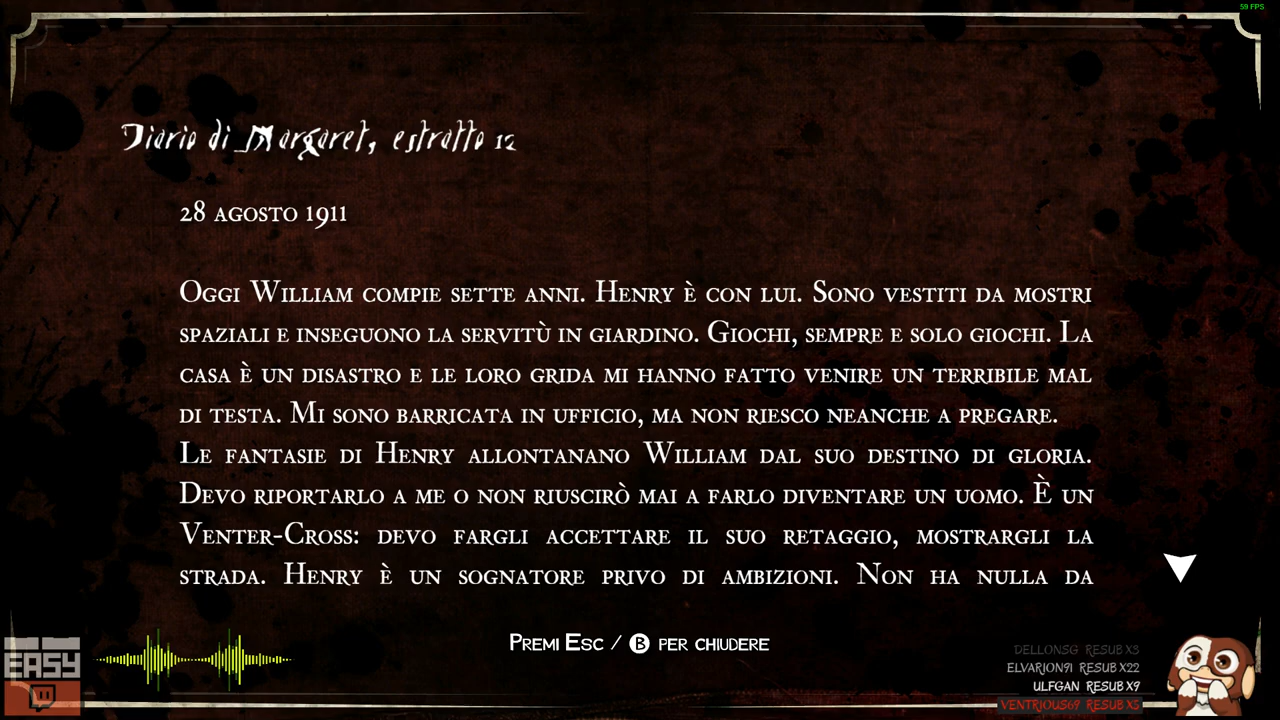 59 FPS
Diario di Margaret, estratto 12
28 agosto 1911
Oggi William compie sette anni. Henry è con lui. Sono vestiti da mostri
spaziali e inseguono la servitù in giardino. Giochi, sempre e solo giochi. La
casa è un disastro e le loro grida mi hanno fatto venire un terribile mal
di testa. Mi sono barricata in ufficio, ma non riesco neanche a pregare.
Le fantasie di Henry allontanano William dal suo destino di gloria.
Devo riportarlo a me o non riuscirò mai a farlo diventare un uomo. È un
Venter-Cross: devo fargli accettare il suo retaggio, mostrargli la
strada. Henry è un sognatore privo di ambizioni. Non ha nulla da
Premi Esc / B per chiudere
EASY
DELLONSG RESUB X3
ELVARION91 RESUB X22
ULFGAN RESUB X9
VENTRIOUS69 RESUB X5